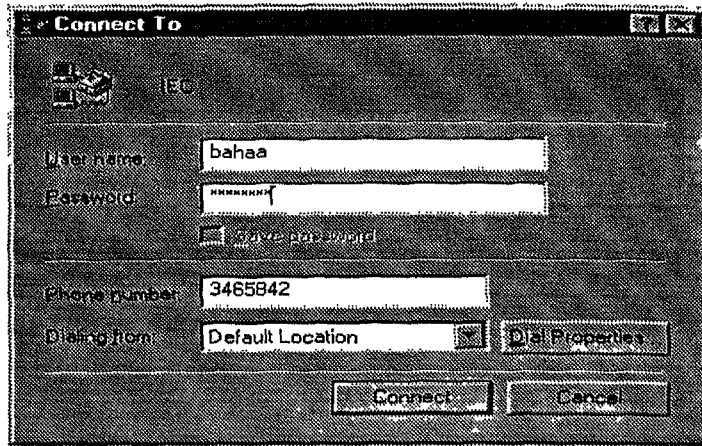 Connect To
IEC
User name: bahaa
Password: ********
Save password
Phone number: 3465842
Dialing from: Default Location Dial Properties...
Connect Cancel